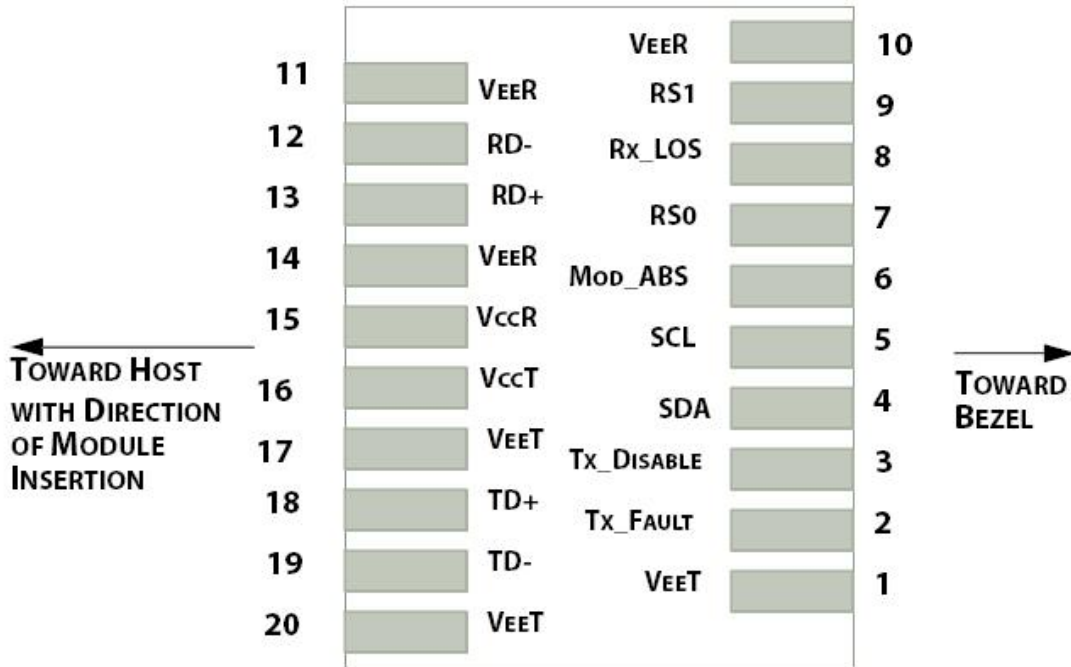 VEER 10
11 VEER
RS1 9
12 RD-
RX_LOS 8
13 RD+
RS0 7
14 VEER
MOD_ABS 6
15 VCCR
SCL 5
TOWARD HOST
WITH DIRECTION
OF MODULE
INSERTION
TOWARD
BEZEL
16 VCCT
SDA 4
17 VEET
TX_DISABLE 3
18 TD+
TX_FAULT 2
19 TD-
VEET 1
20 VEET